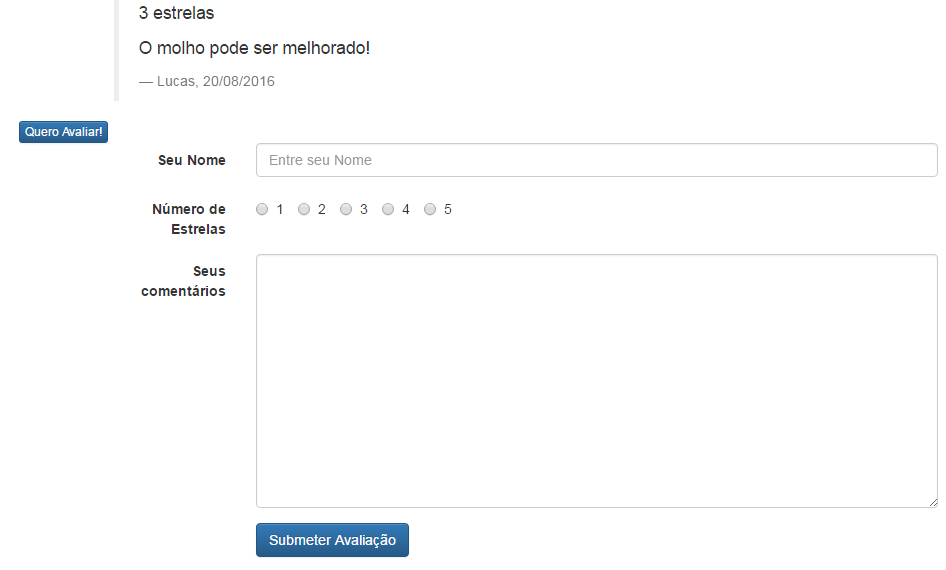 3 estrelas
O molho pode ser melhorado!
— Lucas, 20/08/2016
Quero Avaliar!
Seu Nome
Entre seu Nome
Número de
Estrelas
1 2 3 4 5
Seus
comentários
Submeter Avaliação